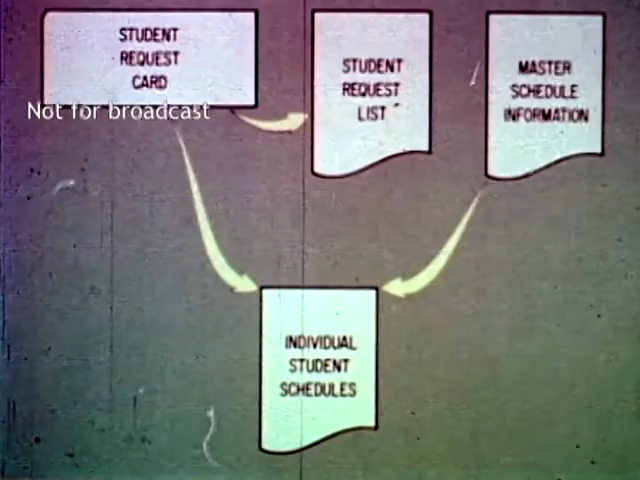 STUDENT
REQUEST
CARD
Not for broadcast
STUDENT
REQUEST
LIST
MASTER
SCHEDULE
INFORMATION
INDIVIDUAL
STUDENT
SCHEDULES